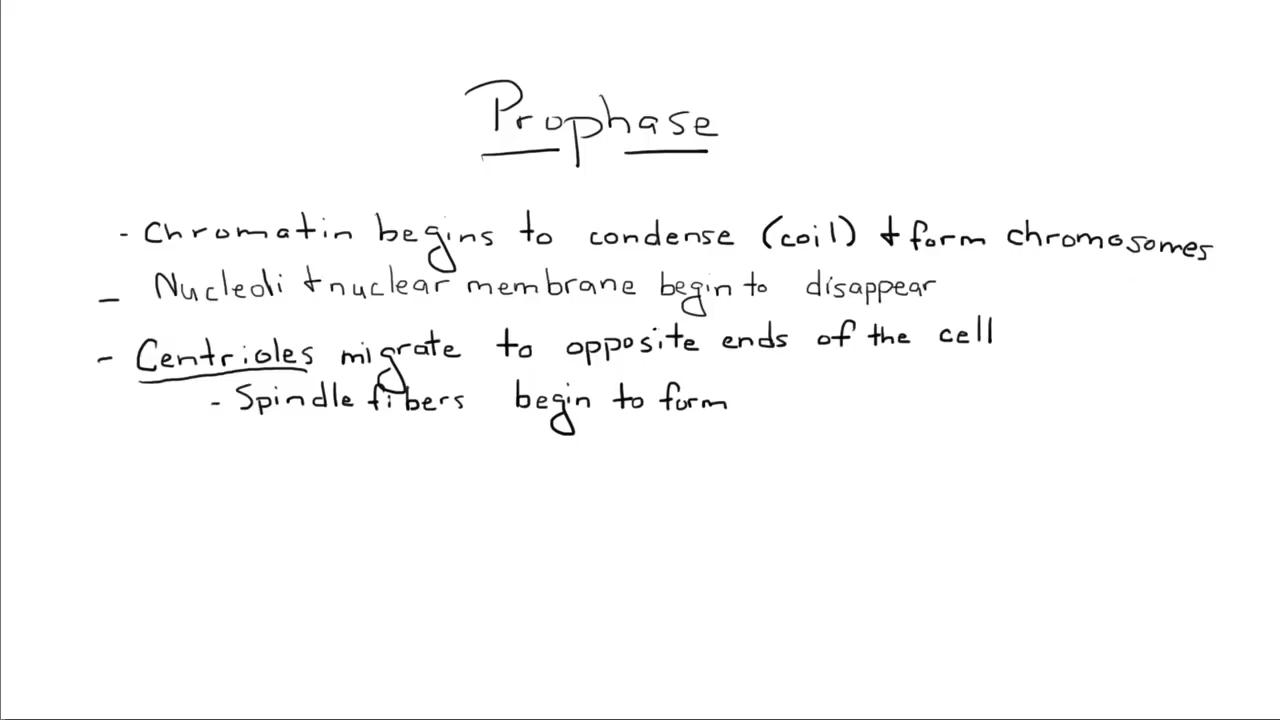 Prophase
- Chromatin begins to condense (coil) + form chromosomes
- Nucleoli + nuclear membrane begin to disappear
- Centrioles migrate to opposite ends of the cell
- Spindle fibers begin to form